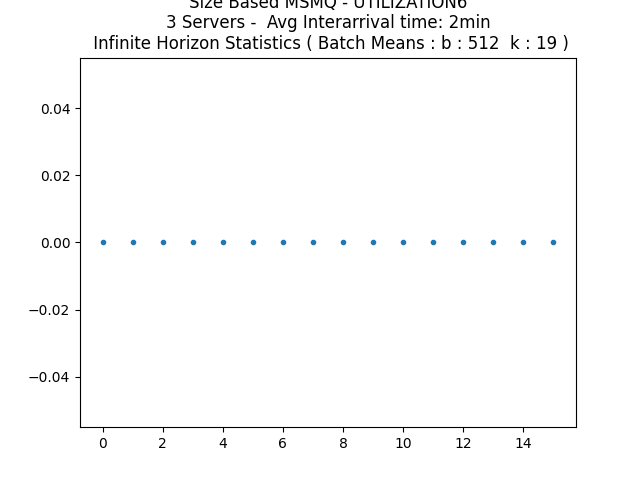 Size Based MSMQ - UTILIZATION6
3 Servers -  Avg Interarrival time: 2min
Infinite Horizon Statistics ( Batch Means : b : 512  k : 19 )
0.04
0.02
0.00
−0.02
−0.04
0 2 4 6 8 10 12 14